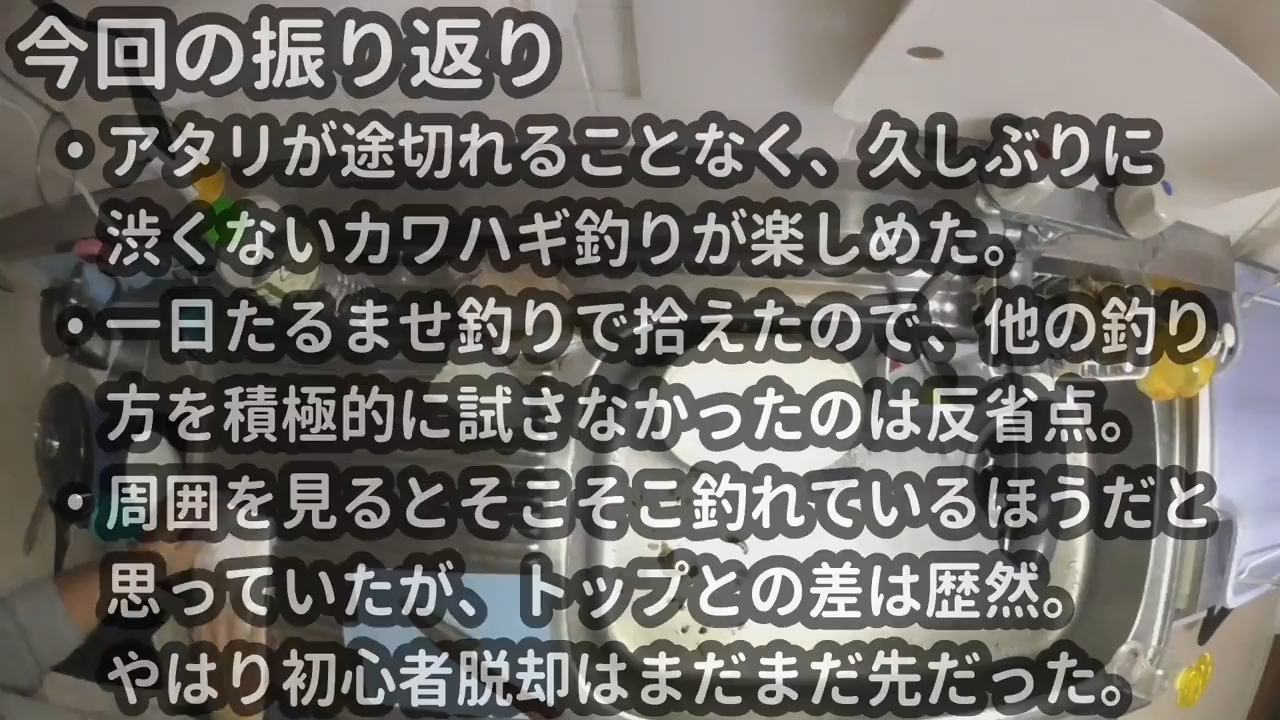 今回の振り返り
・アタリが途切れることなく、久しぶりに
渋くないカワハギ釣りが楽しめた。
・一日たるませ釣りで拾えたので、他の釣り
方を積極的に試さなかったのは反省点。
・周囲を見るとそこそこ釣れているほうだと
思っていたが、トップとの差は歴然。
やはり初心者脱却はまだまだ先だった。